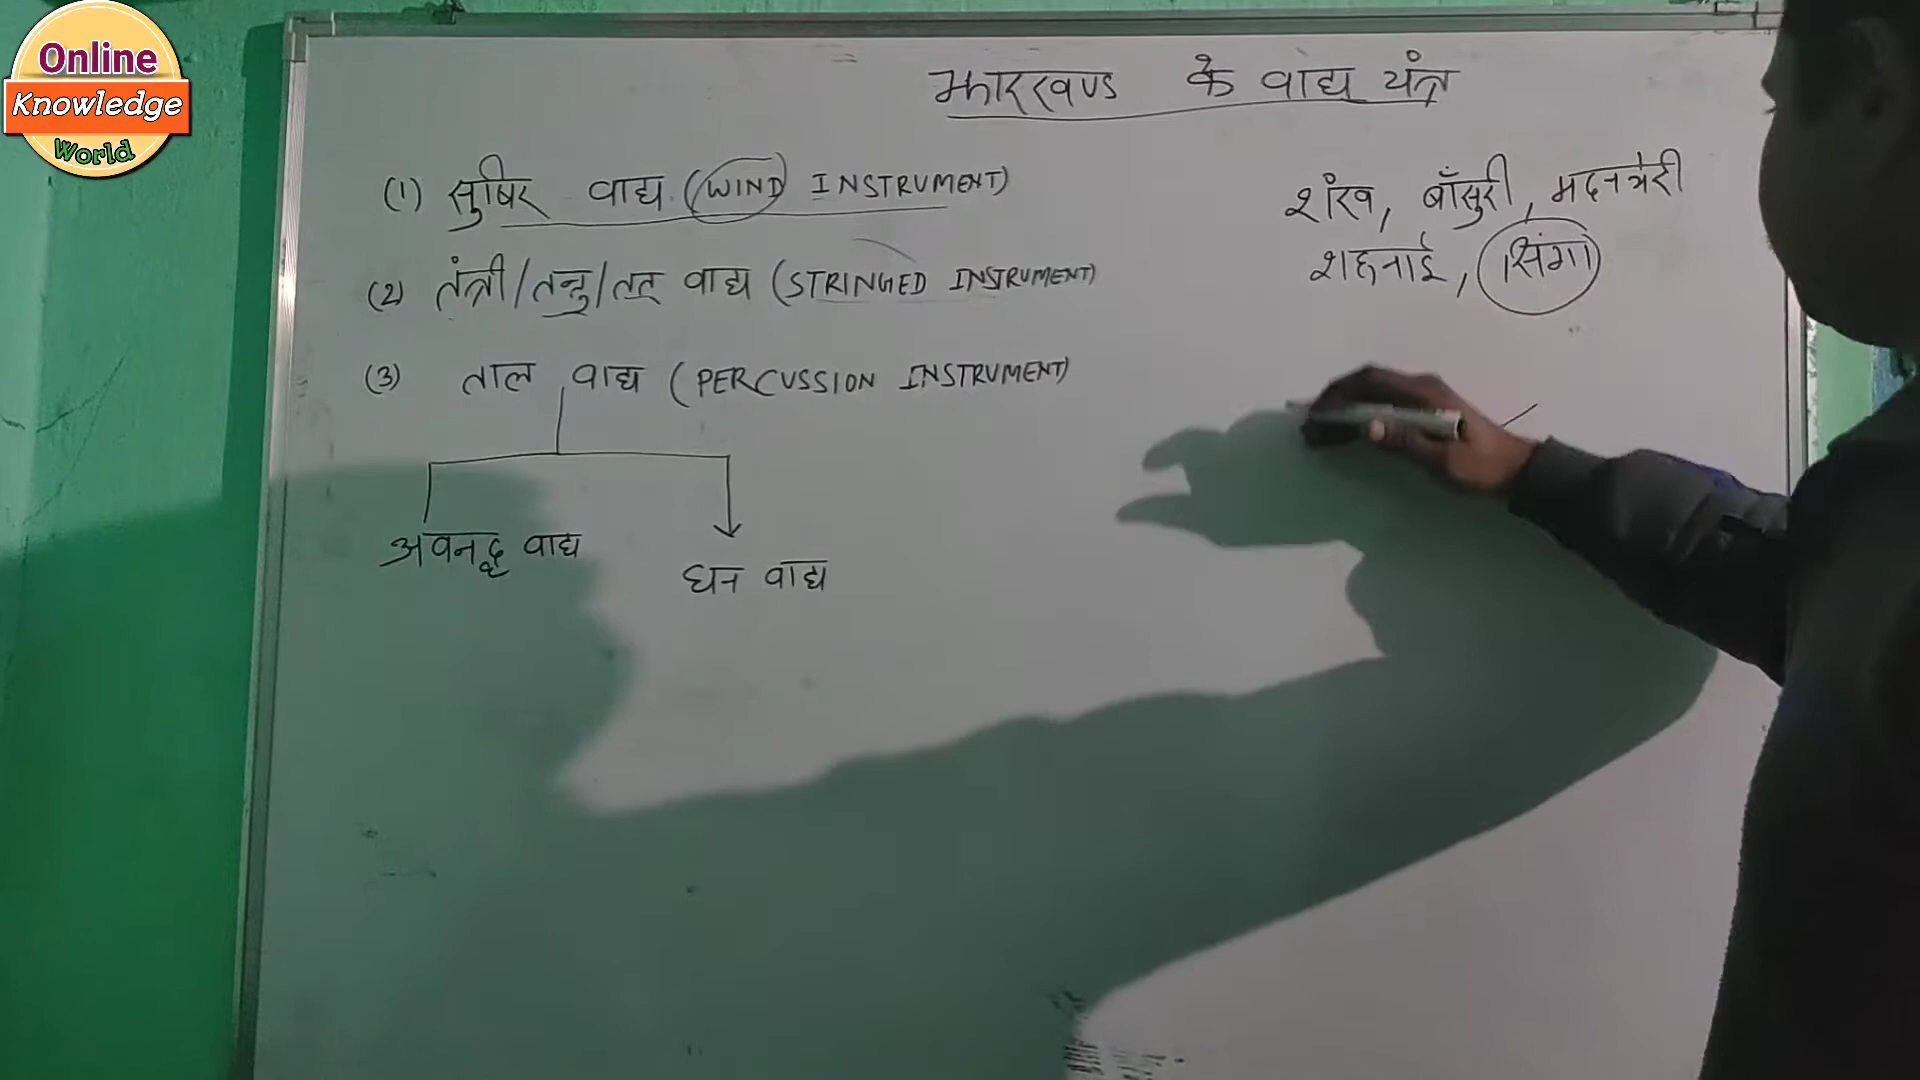 Online
Knowledge
World
झारखण्ड के वाद्य यंत्र
(1) सुषिर वाद्य (WIND INSTRUMENT)
(2) तंत्री/तन्तु/तत् वाद्य (STRINGED INSTRUMENT)
(3) ताल वाद्य (PERCUSSION INSTRUMENT)
अवनद्ध वाद्य
घन वाद्य
शंख, बाँसुरी, मदनभेरी
शहनाई, सिंगा